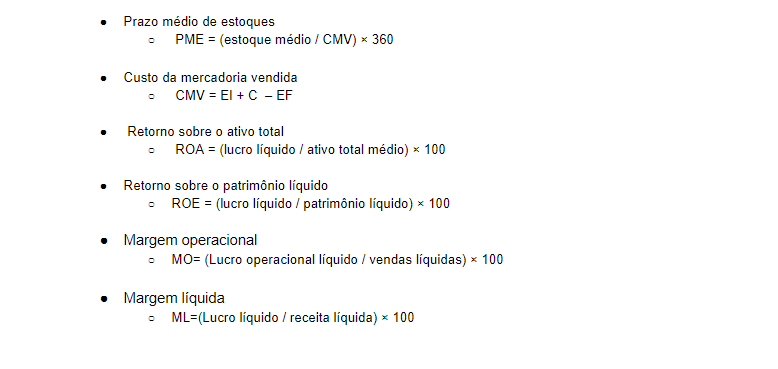 ● Prazo médio de estoques
○ PME = (estoque médio / CMV) × 360
● Custo da mercadoria vendida
○ CMV = EI + C – EF
● Retorno sobre o ativo total
○ ROA = (lucro líquido / ativo total médio) × 100
● Retorno sobre o patrimônio líquido
○ ROE = (lucro líquido / patrimônio líquido) × 100
● Margem operacional
○ MO= (Lucro operacional líquido / vendas líquidas) × 100
● Margem líquida
○ ML=(Lucro líquido / receita líquida) × 100